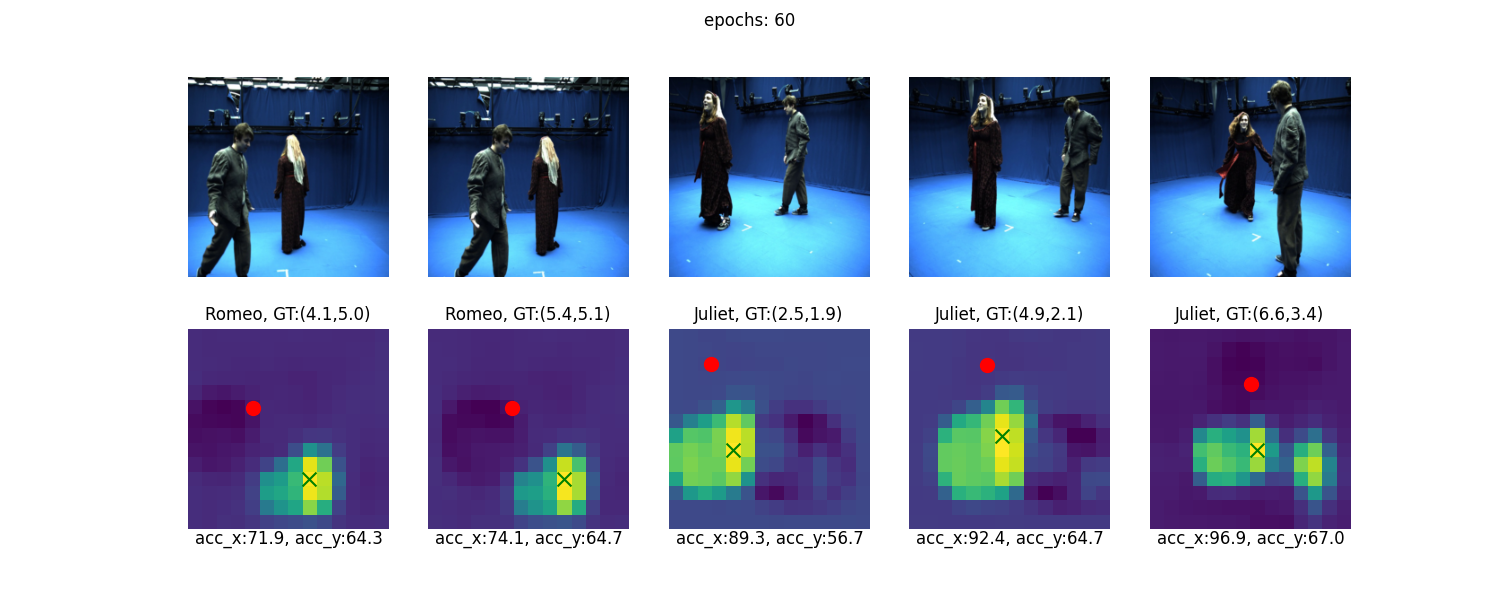 epochs: 60
Romeo, GT:(4.1,5.0)
Romeo, GT:(5.4,5.1)
Juliet, GT:(2.5,1.9)
Juliet, GT:(4.9,2.1)
Juliet, GT:(6.6,3.4)
acc_x:71.9, acc_y:64.3
acc_x:74.1, acc_y:64.7
acc_x:89.3, acc_y:56.7
acc_x:92.4, acc_y:64.7
acc_x:96.9, acc_y:67.0